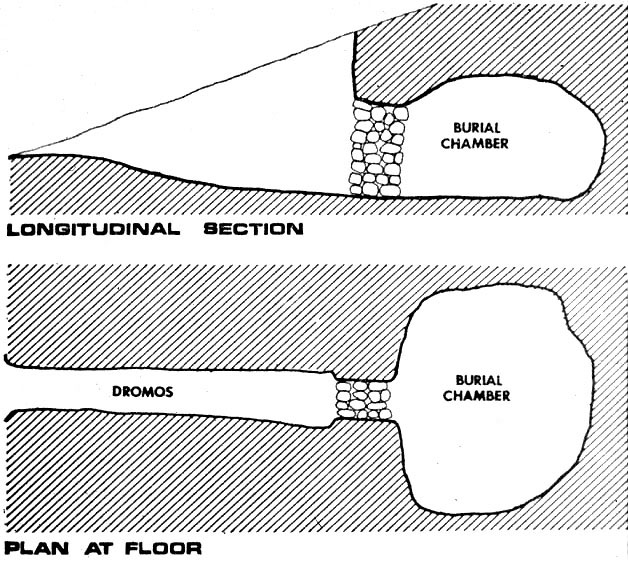 BURIAL
CHAMBER
LONGITUDINAL SECTION
DROMOS
BURIAL
CHAMBER
PLAN AT FLOOR